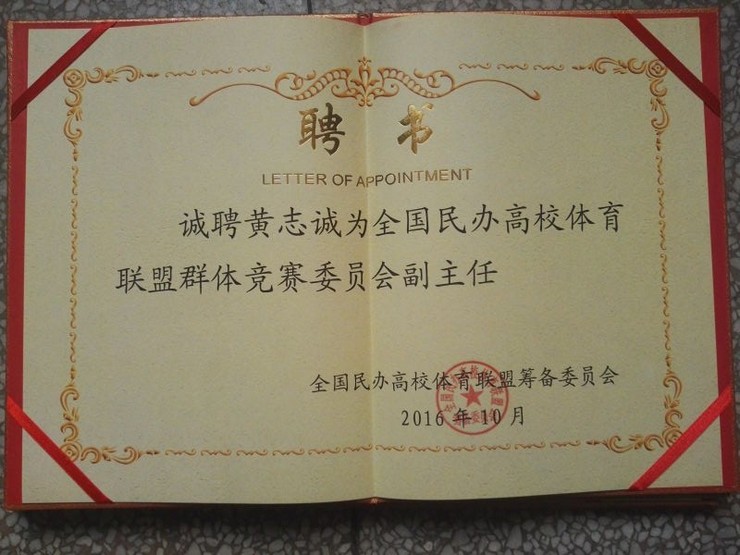 聘书
LETTER OF APPOINTMENT
诚聘黄志诚为全国民办高校体育
联盟群体竞赛委员会副主任
全国民办高校体育联盟筹备委员会
2016年10月